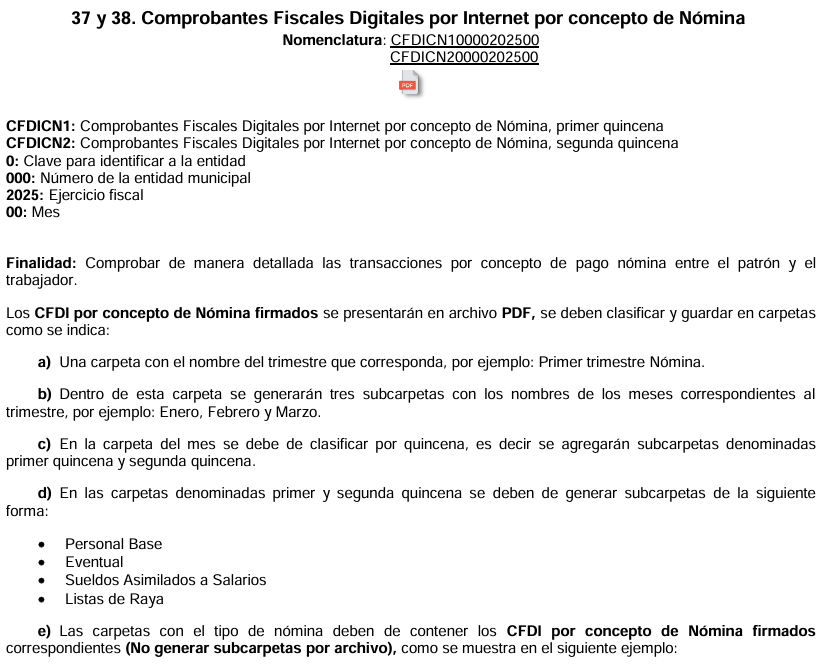 37 y 38. Comprobantes Fiscales Digitales por Internet por concepto de Nómina
Nomenclatura: CFDICN10000202500
CFDICN20000202500
PDF
CFDICN1: Comprobantes Fiscales Digitales por Internet por concepto de Nómina, primer quincena
CFDICN2: Comprobantes Fiscales Digitales por Internet por concepto de Nómina, segunda quincena
0: Clave para identificar a la entidad
000: Número de la entidad municipal
2025: Ejercicio fiscal
00: Mes
Finalidad: Comprobar de manera detallada las transacciones por concepto de pago nómina entre el patrón y el
trabajador.
Los CFDI por concepto de Nómina firmados se presentarán en archivo PDF, se deben clasificar y guardar en carpetas
como se indica:
a) Una carpeta con el nombre del trimestre que corresponda, por ejemplo: Primer trimestre Nómina.
b) Dentro de esta carpeta se generarán tres subcarpetas con los nombres de los meses correspondientes al
trimestre, por ejemplo: Enero, Febrero y Marzo.
c) En la carpeta del mes se debe de clasificar por quincena, es decir se agregarán subcarpetas denominadas
primer quincena y segunda quincena.
d) En las carpetas denominadas primer y segunda quincena se deben de generar subcarpetas de la siguiente
forma:
• Personal Base
• Eventual
• Sueldos Asimilados a Salarios
• Listas de Raya
e) Las carpetas con el tipo de nómina deben de contener los CFDI por concepto de Nómina firmados
correspondientes (No generar subcarpetas por archivo), como se muestra en el siguiente ejemplo: